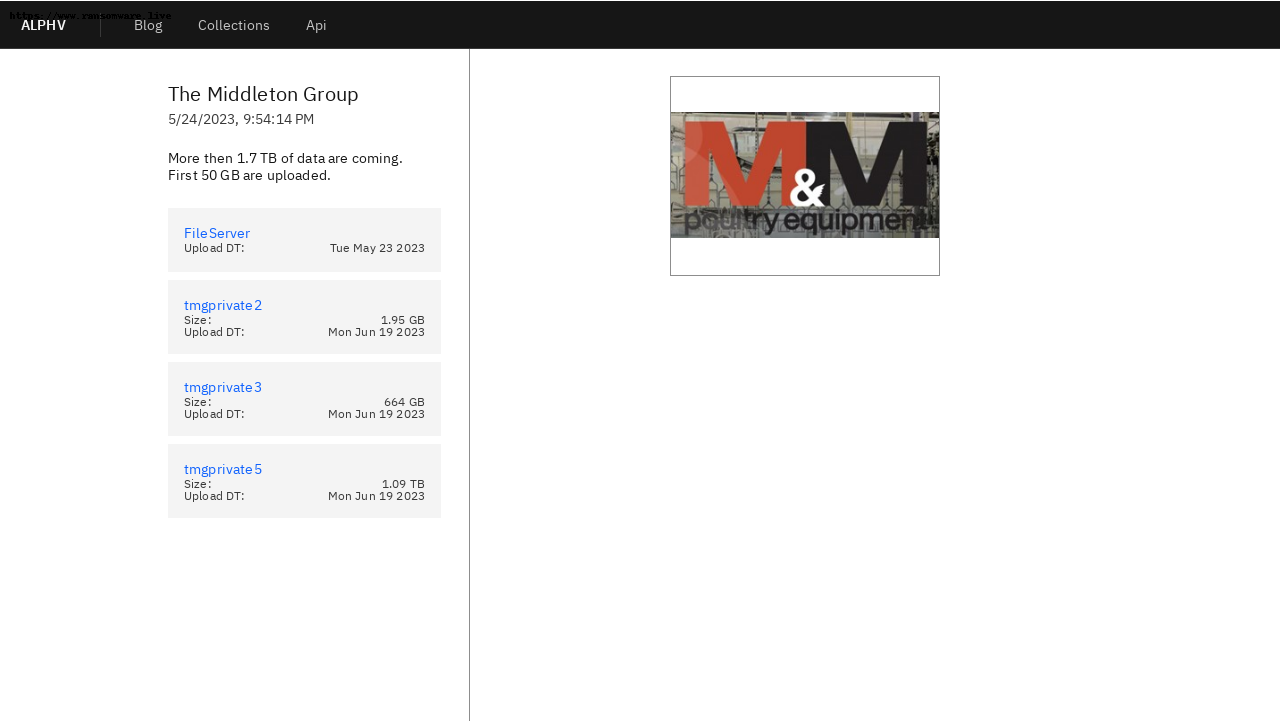 https://www.ransomware.live
ALPHV
Blog
Collections
Api
The Middleton Group
5/24/2023, 9:54:14 PM
More then 1.7 TB of data are coming.
First 50 GB are uploaded.
FileServer
Upload DT: Tue May 23 2023
tmgprivate2
Size: 1.95 GB
Upload DT: Mon Jun 19 2023
tmgprivate3
Size: 664 GB
Upload DT: Mon Jun 19 2023
tmgprivate5
Size: 1.09 TB
Upload DT: Mon Jun 19 2023
M&M
poultry equipment